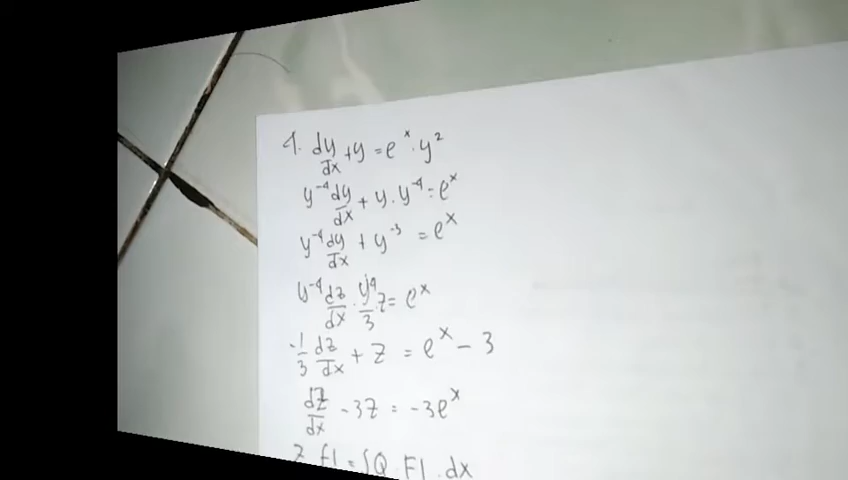 4. dy/dx + y = e^x . y^2
y^-4 dy/dx + y . y^-4 = e^x
y^-4 dy/dx + y^-3 = e^x
y^-4 dz/dx . y^4/3 z = e^x
-1/3 dz/dx + z = e^x - 3
dz/dx - 3z = -3e^x
z . FI = ∫Q . FI . dx